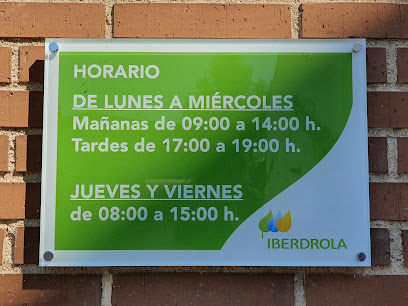 HORARIO
DE LUNES A MIÉRCOLES
Mañanas de 09:00 a 14:00 h.
Tardes de 17:00 a 19:00 h.
JUEVES Y VIERNES
de 08:00 a 15:00 h.
IBERDROLA